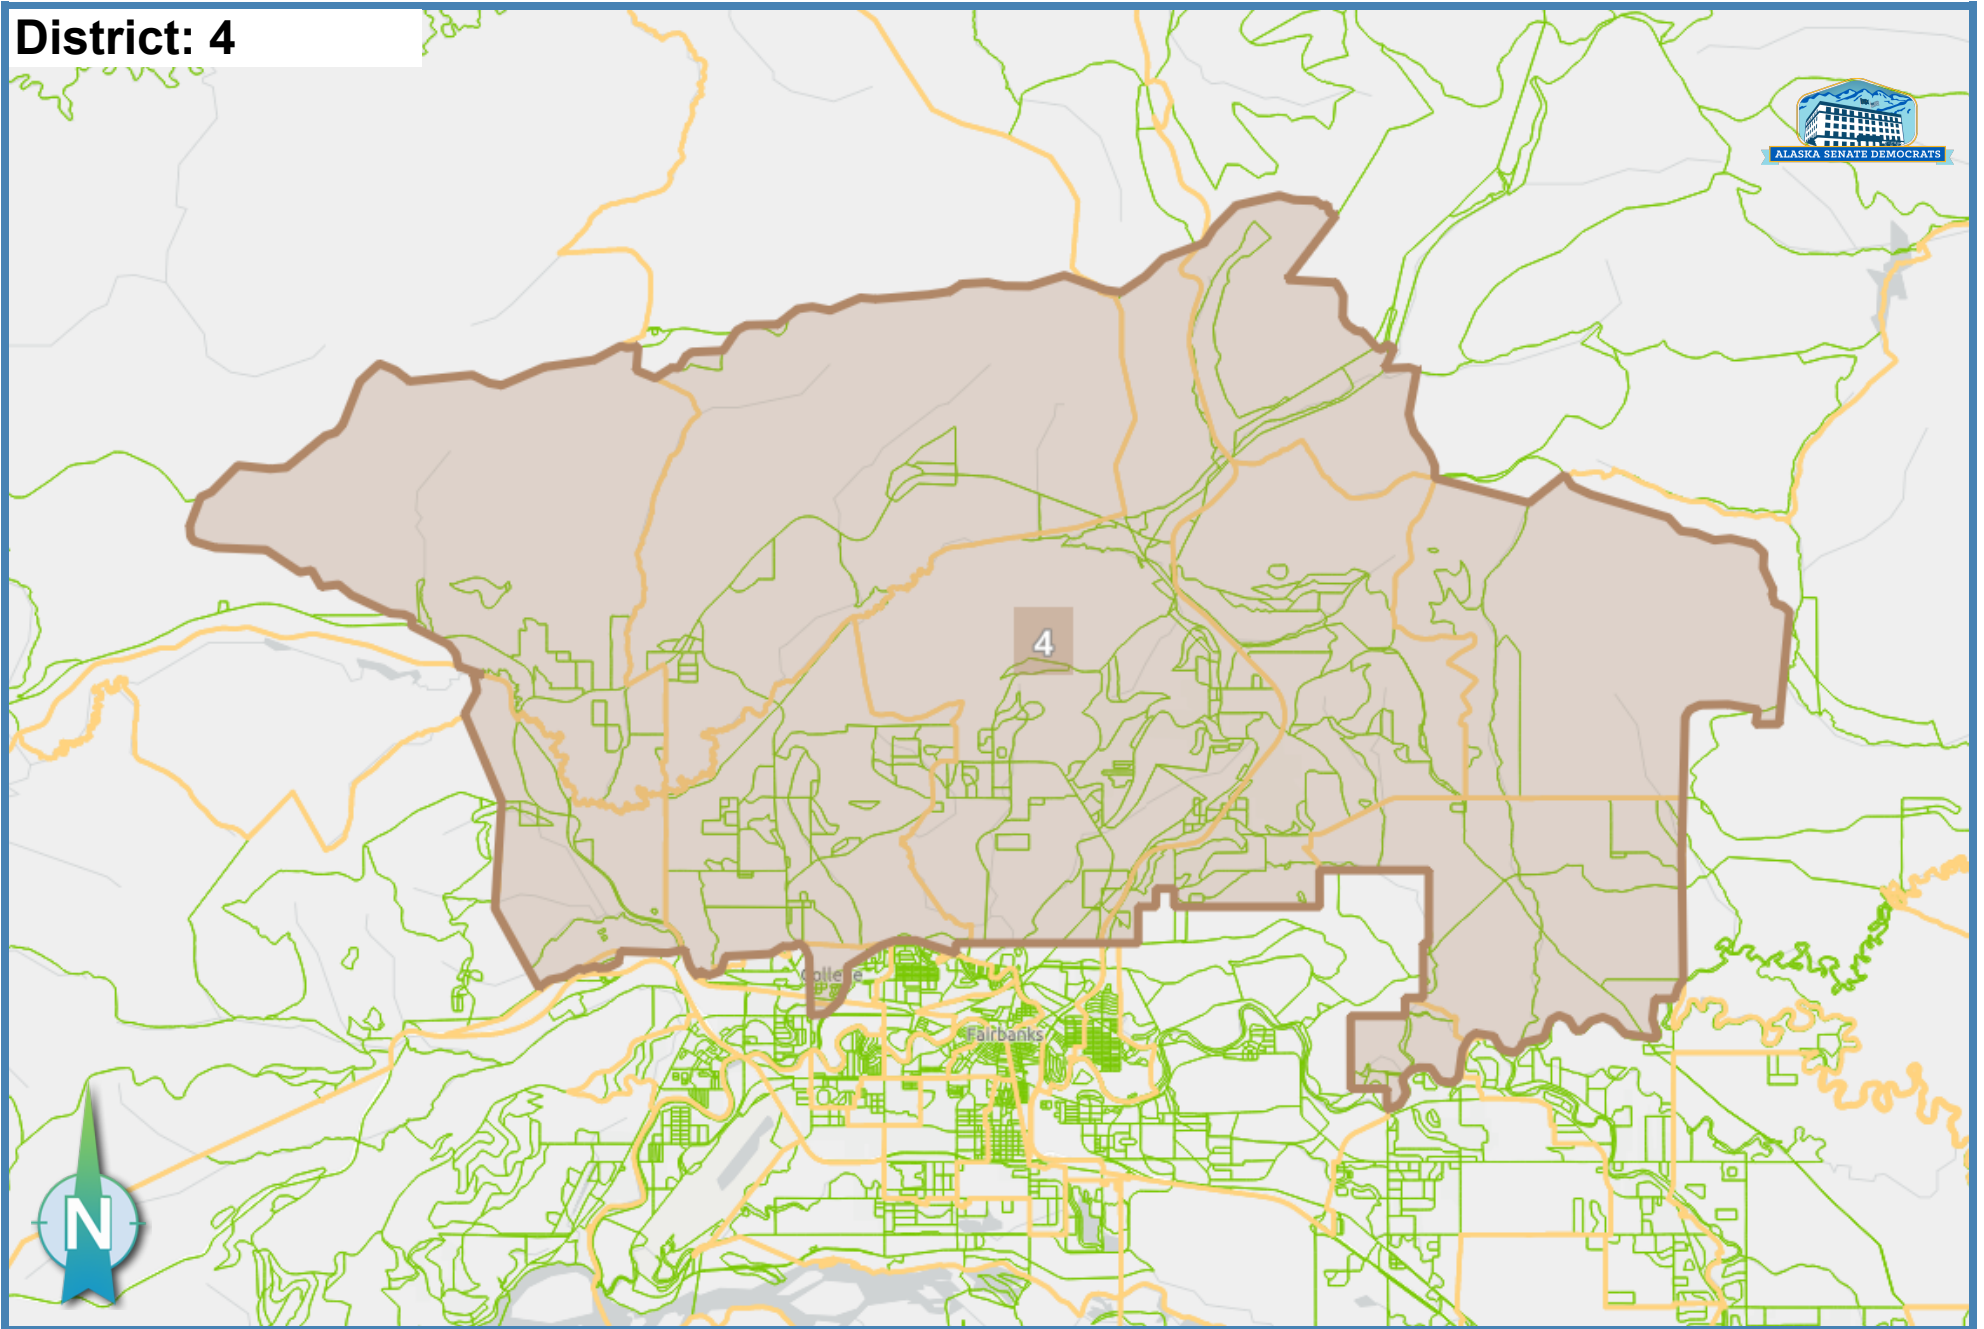 District: 4
ALASKA SENATE DEMOCRATS
4
College
Fairbanks
N